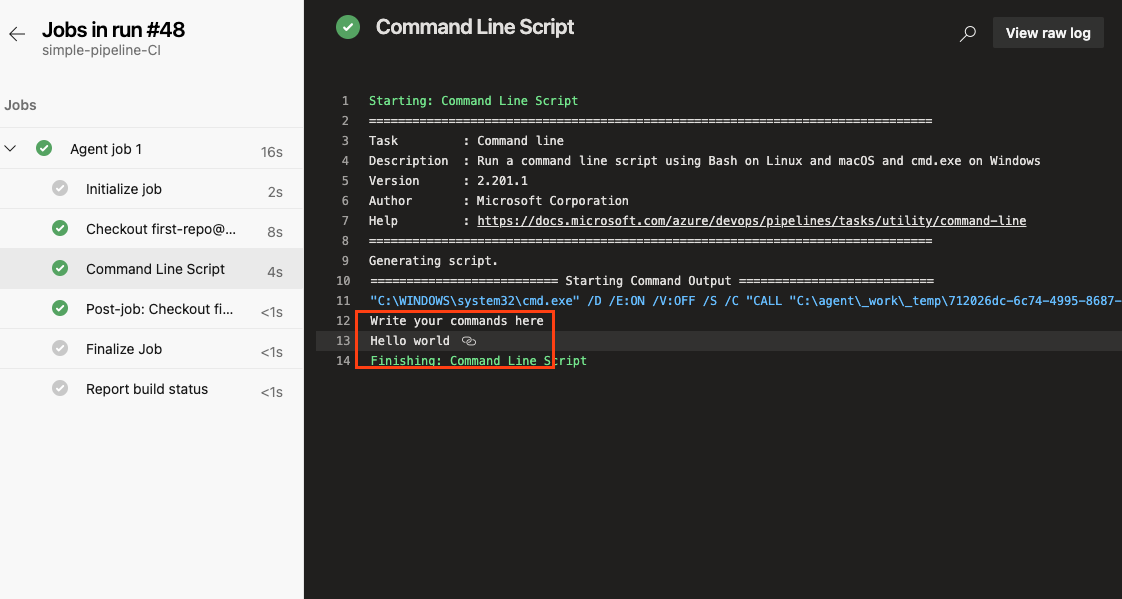 Jobs in run #48
simple-pipeline-CI
Jobs
Agent job 1 16s
Initialize job 2s
Checkout first-repo@... 8s
Command Line Script 4s
Post-job: Checkout fi... <1s
Finalize Job <1s
Report build status <1s
Command Line Script
View raw log
1 Starting: Command Line Script
2 ==============================================================================
3 Task : Command line
4 Description : Run a command line script using Bash on Linux and macOS and cmd.exe on Windows
5 Version : 2.201.1
6 Author : Microsoft Corporation
7 Help : https://docs.microsoft.com/azure/devops/pipelines/tasks/utility/command-line
8 ==============================================================================
9 Generating script.
10 ========================== Starting Command Output ===========================
11 "C:\WINDOWS\system32\cmd.exe" /D /E:ON /V:OFF /S /C "CALL "C:\agent\_work\_temp\712026dc-6c74-4995-8687-
12 Write your commands here
13 Hello world
14 Finishing: Command Line Script